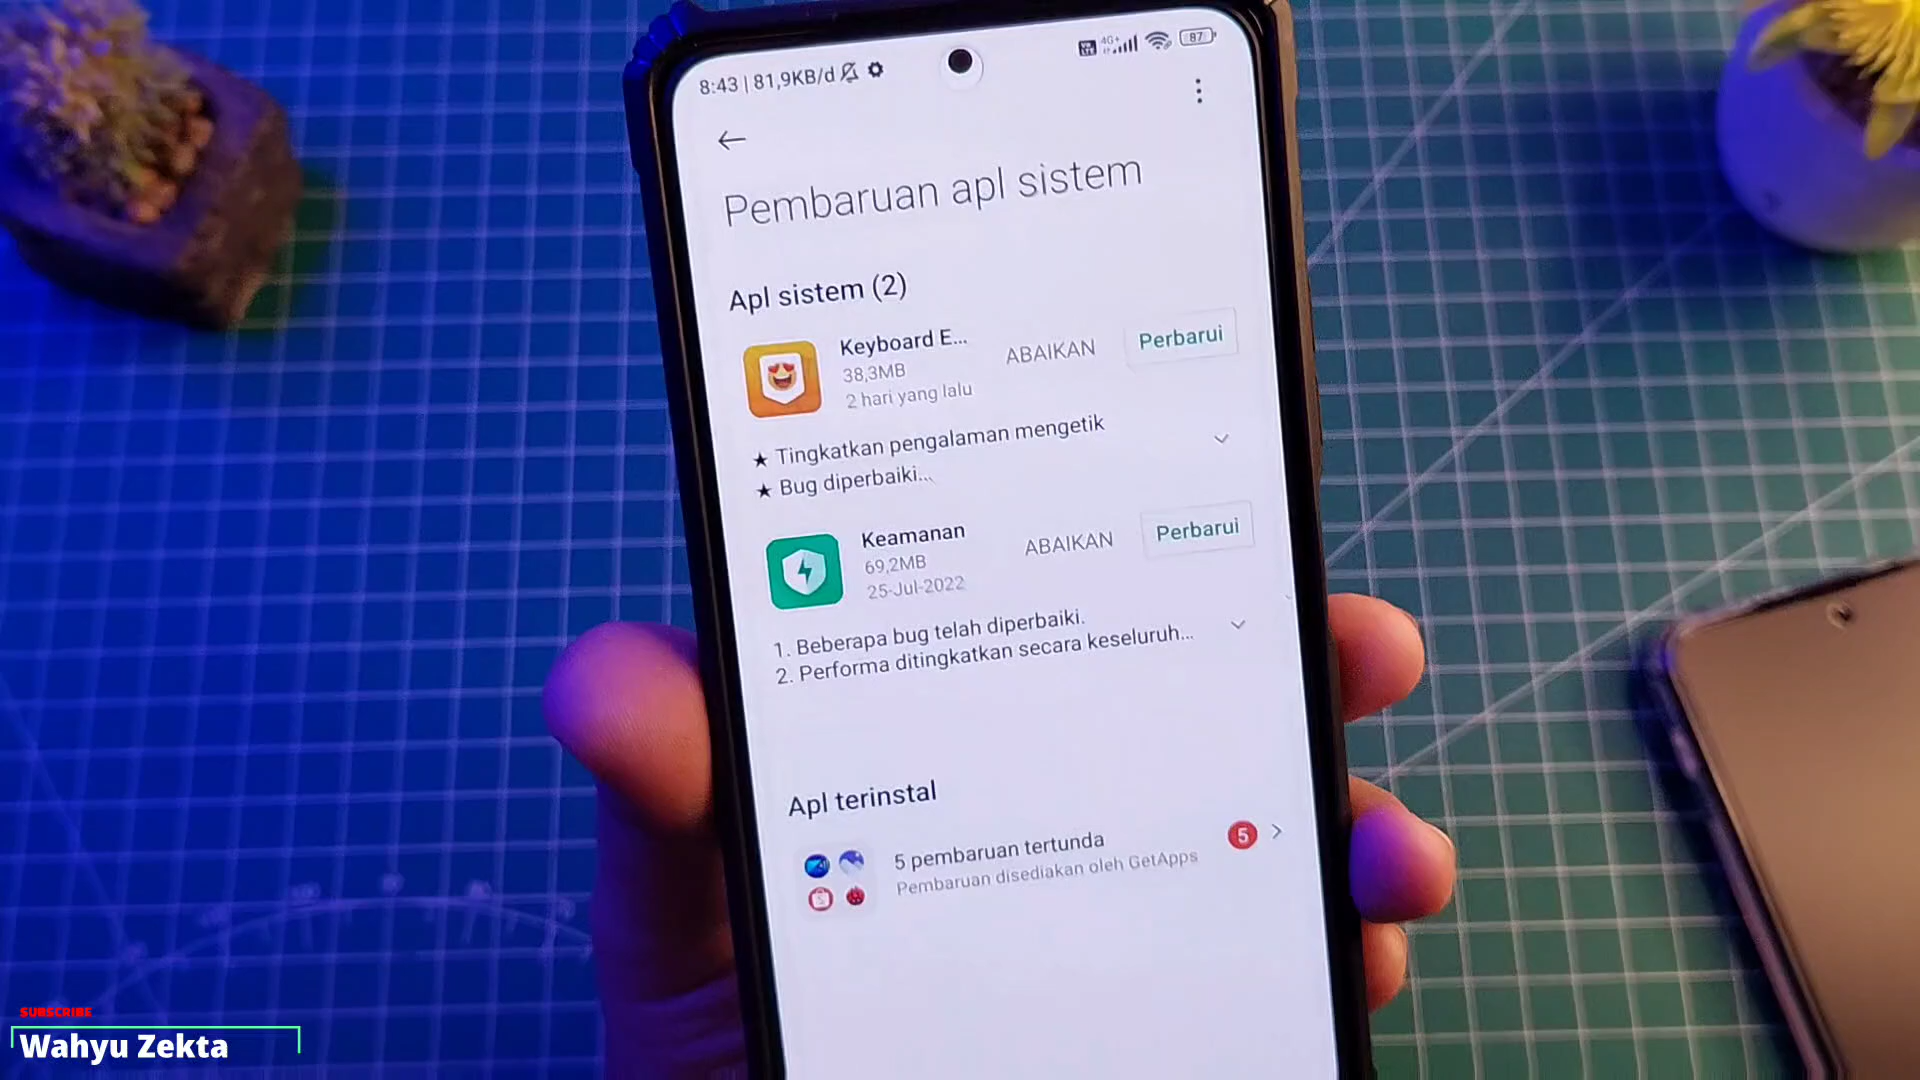 8:43 | 81,9KB/d
4G+
87
Pembaruan apl sistem
Apl sistem (2)
Keyboard E...
38,3MB
2 hari yang lalu
ABAIKAN
Perbarui
★ Tingkatkan pengalaman mengetik
★ Bug diperbaiki...
Keamanan
69,2MB
25-Jul-2022
ABAIKAN
Perbarui
1. Beberapa bug telah diperbaiki.
2. Performa ditingkatkan secara keseluruh...
Apl terinstal
5 pembaruan tertunda
Pembaruan disediakan oleh GetApps
5
SUBSCRIBE
Wahyu Zekta